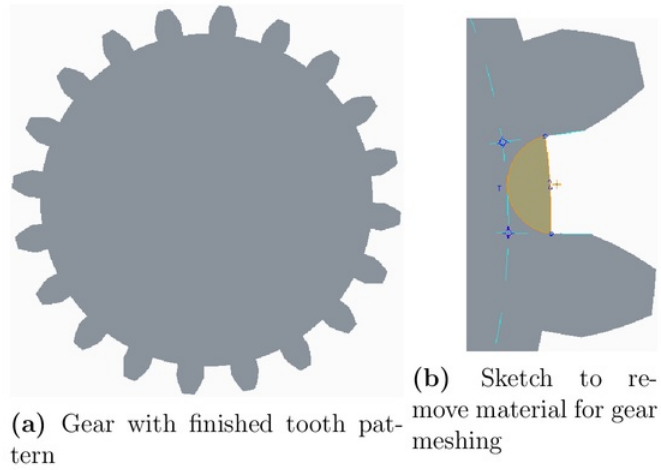 (a) Gear with finished tooth pat-
tern
(b) Sketch to re-
move material for gear
meshing